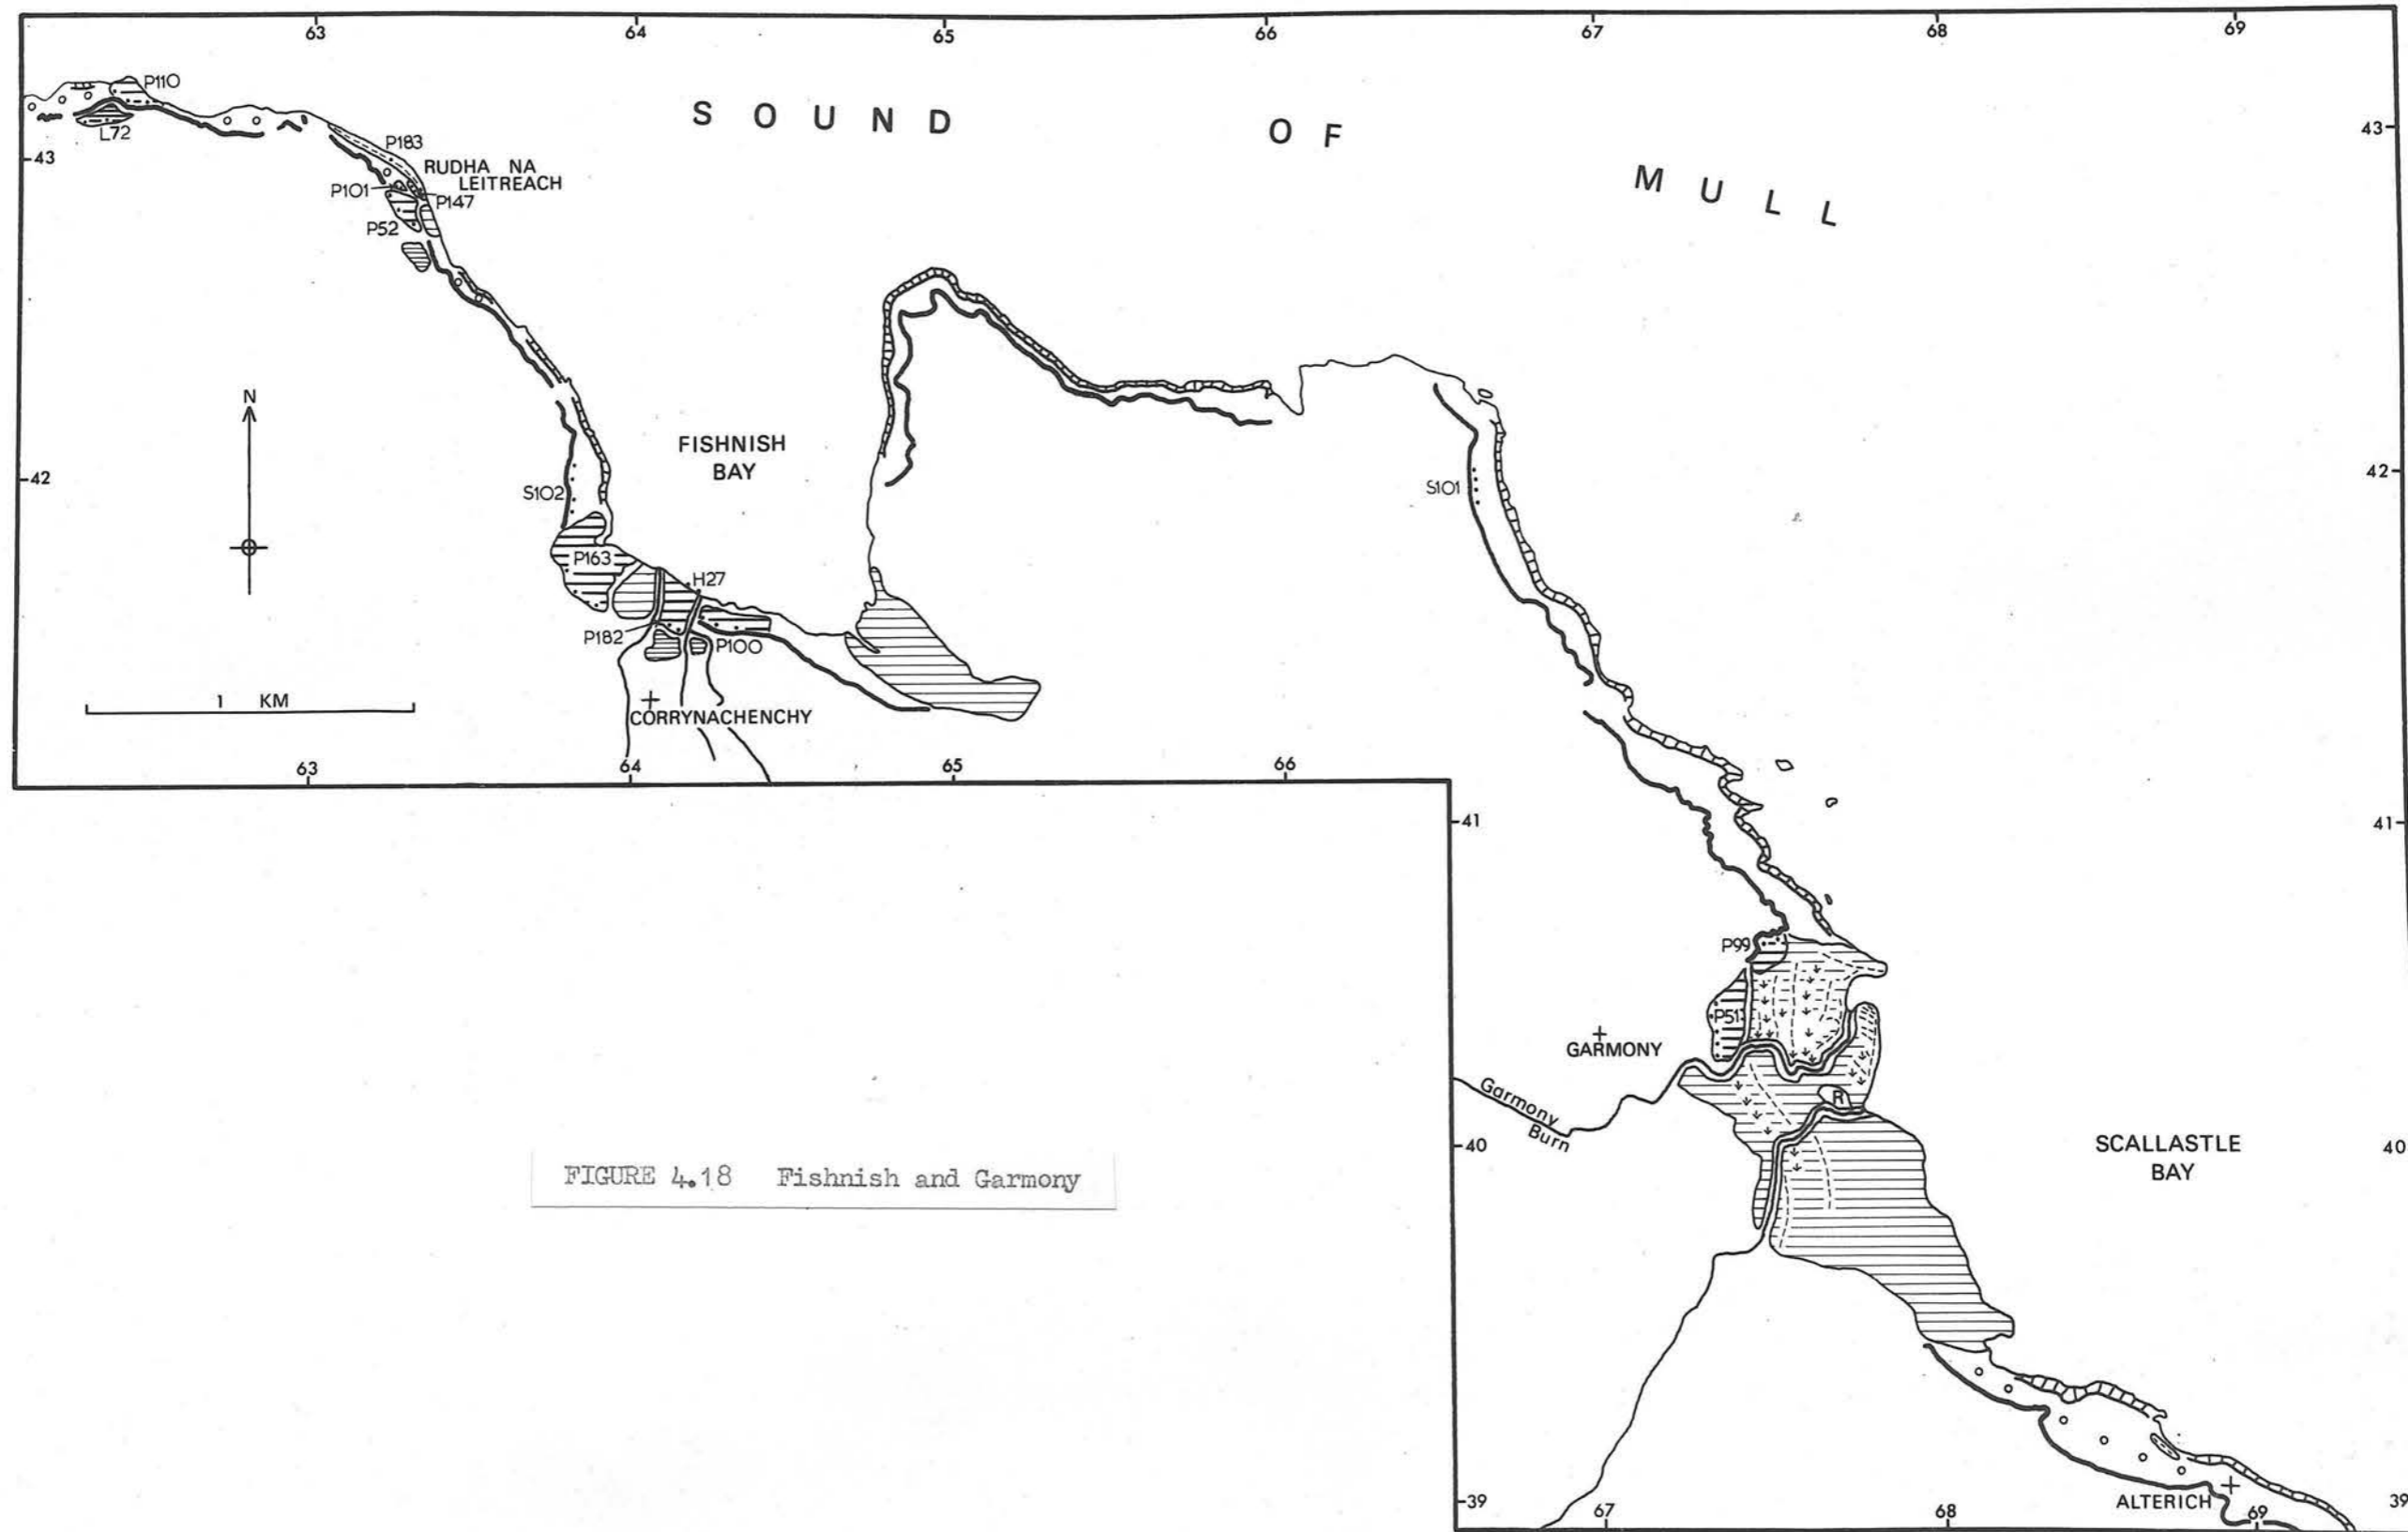 63 64 65 66 67 68 69
P110
L72
S O U N D
O F
M U L L
43
43
P183
RUDHA NA
LEITREACH
P101
P147
P52
N
FISHNISH
BAY
42
42
S102
S101
P163
H27
P182
P100
1 KM
CORRYNACHENCHY
63 64 65 66
41
41
P99
P51
GARMONY
Garmony
Burn
R
40
40
SCALLASTLE
BAY
FIGURE 4.18 Fishnish and Garmony
39
39
ALTERICH
67 68 69